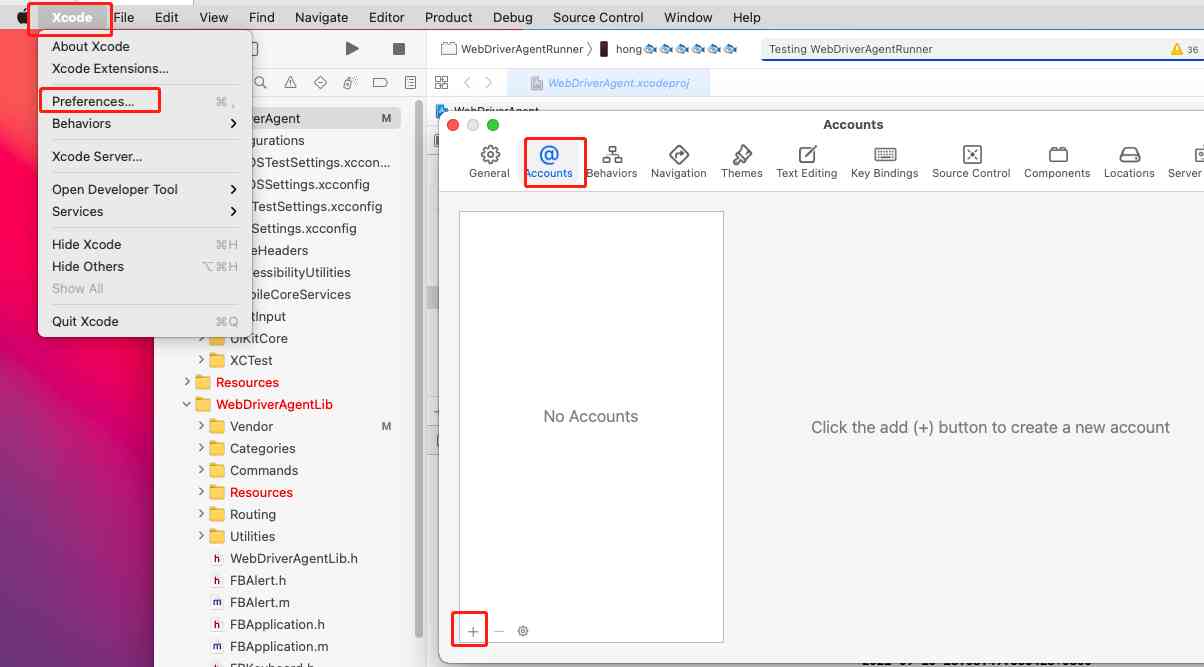 Xcode File Edit View Find Navigate Editor Product Debug Source Control Window Help
About Xcode
Xcode Extensions...
Preferences... ⌘ ,
Behaviors
Xcode Server...
Open Developer Tool
Services
Hide Xcode ⌘H
Hide Others ⌥⌘H
Show All
Quit Xcode ⌘Q
WebDriverAgentRunner hong🐟🐟🐟🐟🐟🐟
Testing WebDriverAgentRunner 36
WebDriverAgent.xcodeproj
WebDriverAgent
erAgent M
gurations
OSTestSettings.xccon...
OSSettings.xcconfig
TestSettings.xcconfig
Settings.xcconfig
eHeaders
essibilityUtilities
bileCoreServices
tInput
UIKitCore
XCTest
Resources
WebDriverAgentLib
Vendor M
Categories
Commands
Resources
Routing
Utilities
h WebDriverAgentLib.h
h FBAlert.h
m FBAlert.m
h FBApplication.h
m FBApplication.m
FBKeyboard.h
Accounts
General
@ Accounts
Behaviors
Navigation
Themes
Text Editing
Key Bindings
Source Control
Components
Locations
Server
No Accounts
Click the add (+) button to create a new account
+ −